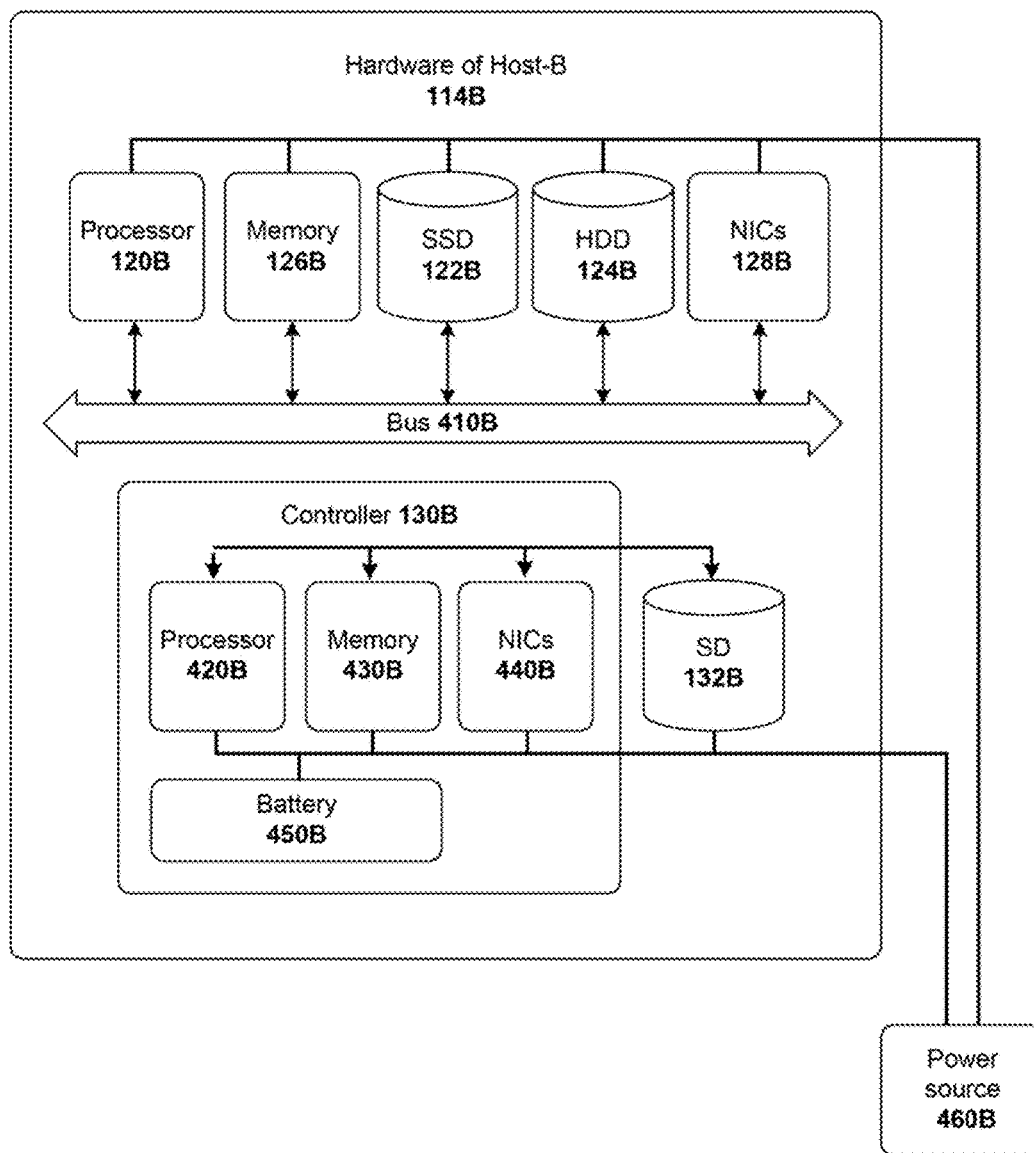 Hardware of Host-B
114B
Processor
120B
Memory
126B
SSD
122B
HDD
124B
NICs
128B
Bus 410B
Controller 130B
Processor
420B
Memory
430B
NICs
440B
SD
132B
Battery
450B
Power
source
460B